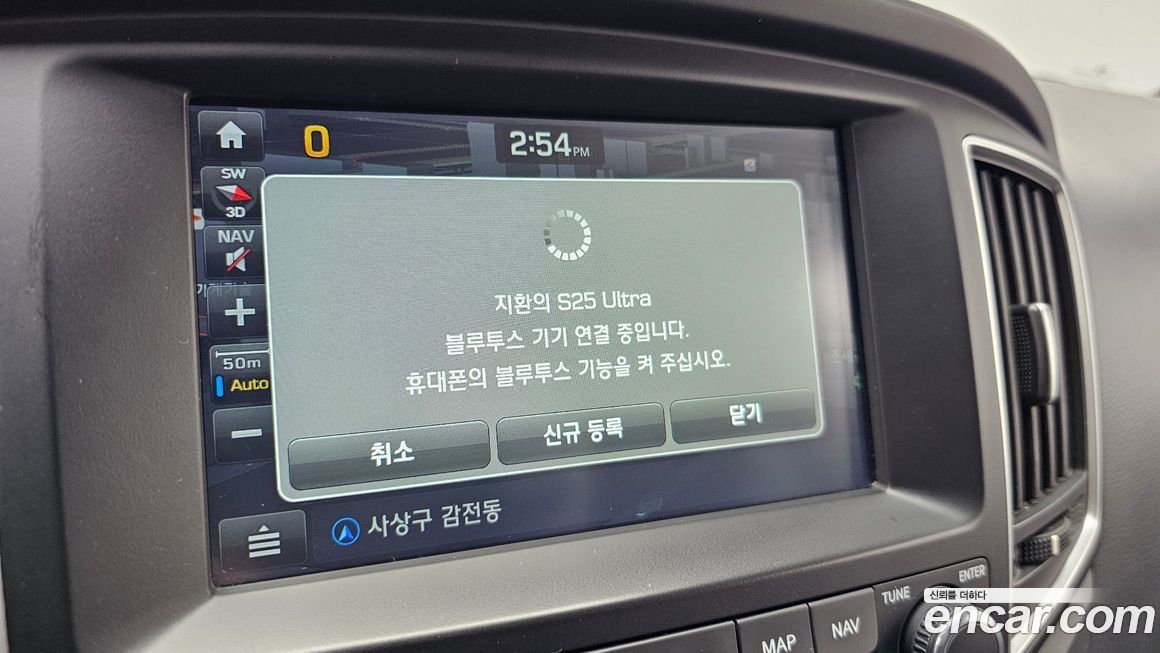 0
2:54PM
SW
3D
NAV
지환의 S25 Ultra
블루투스 기기 연결 중입니다.
휴대폰의 블루투스 기능을 켜 주십시오.
+
50m
Auto
−
취소
신규 등록
닫기
사상구 감전동
MAP
NAV
TUNE
ENTER
신뢰를 더하다
encar.com